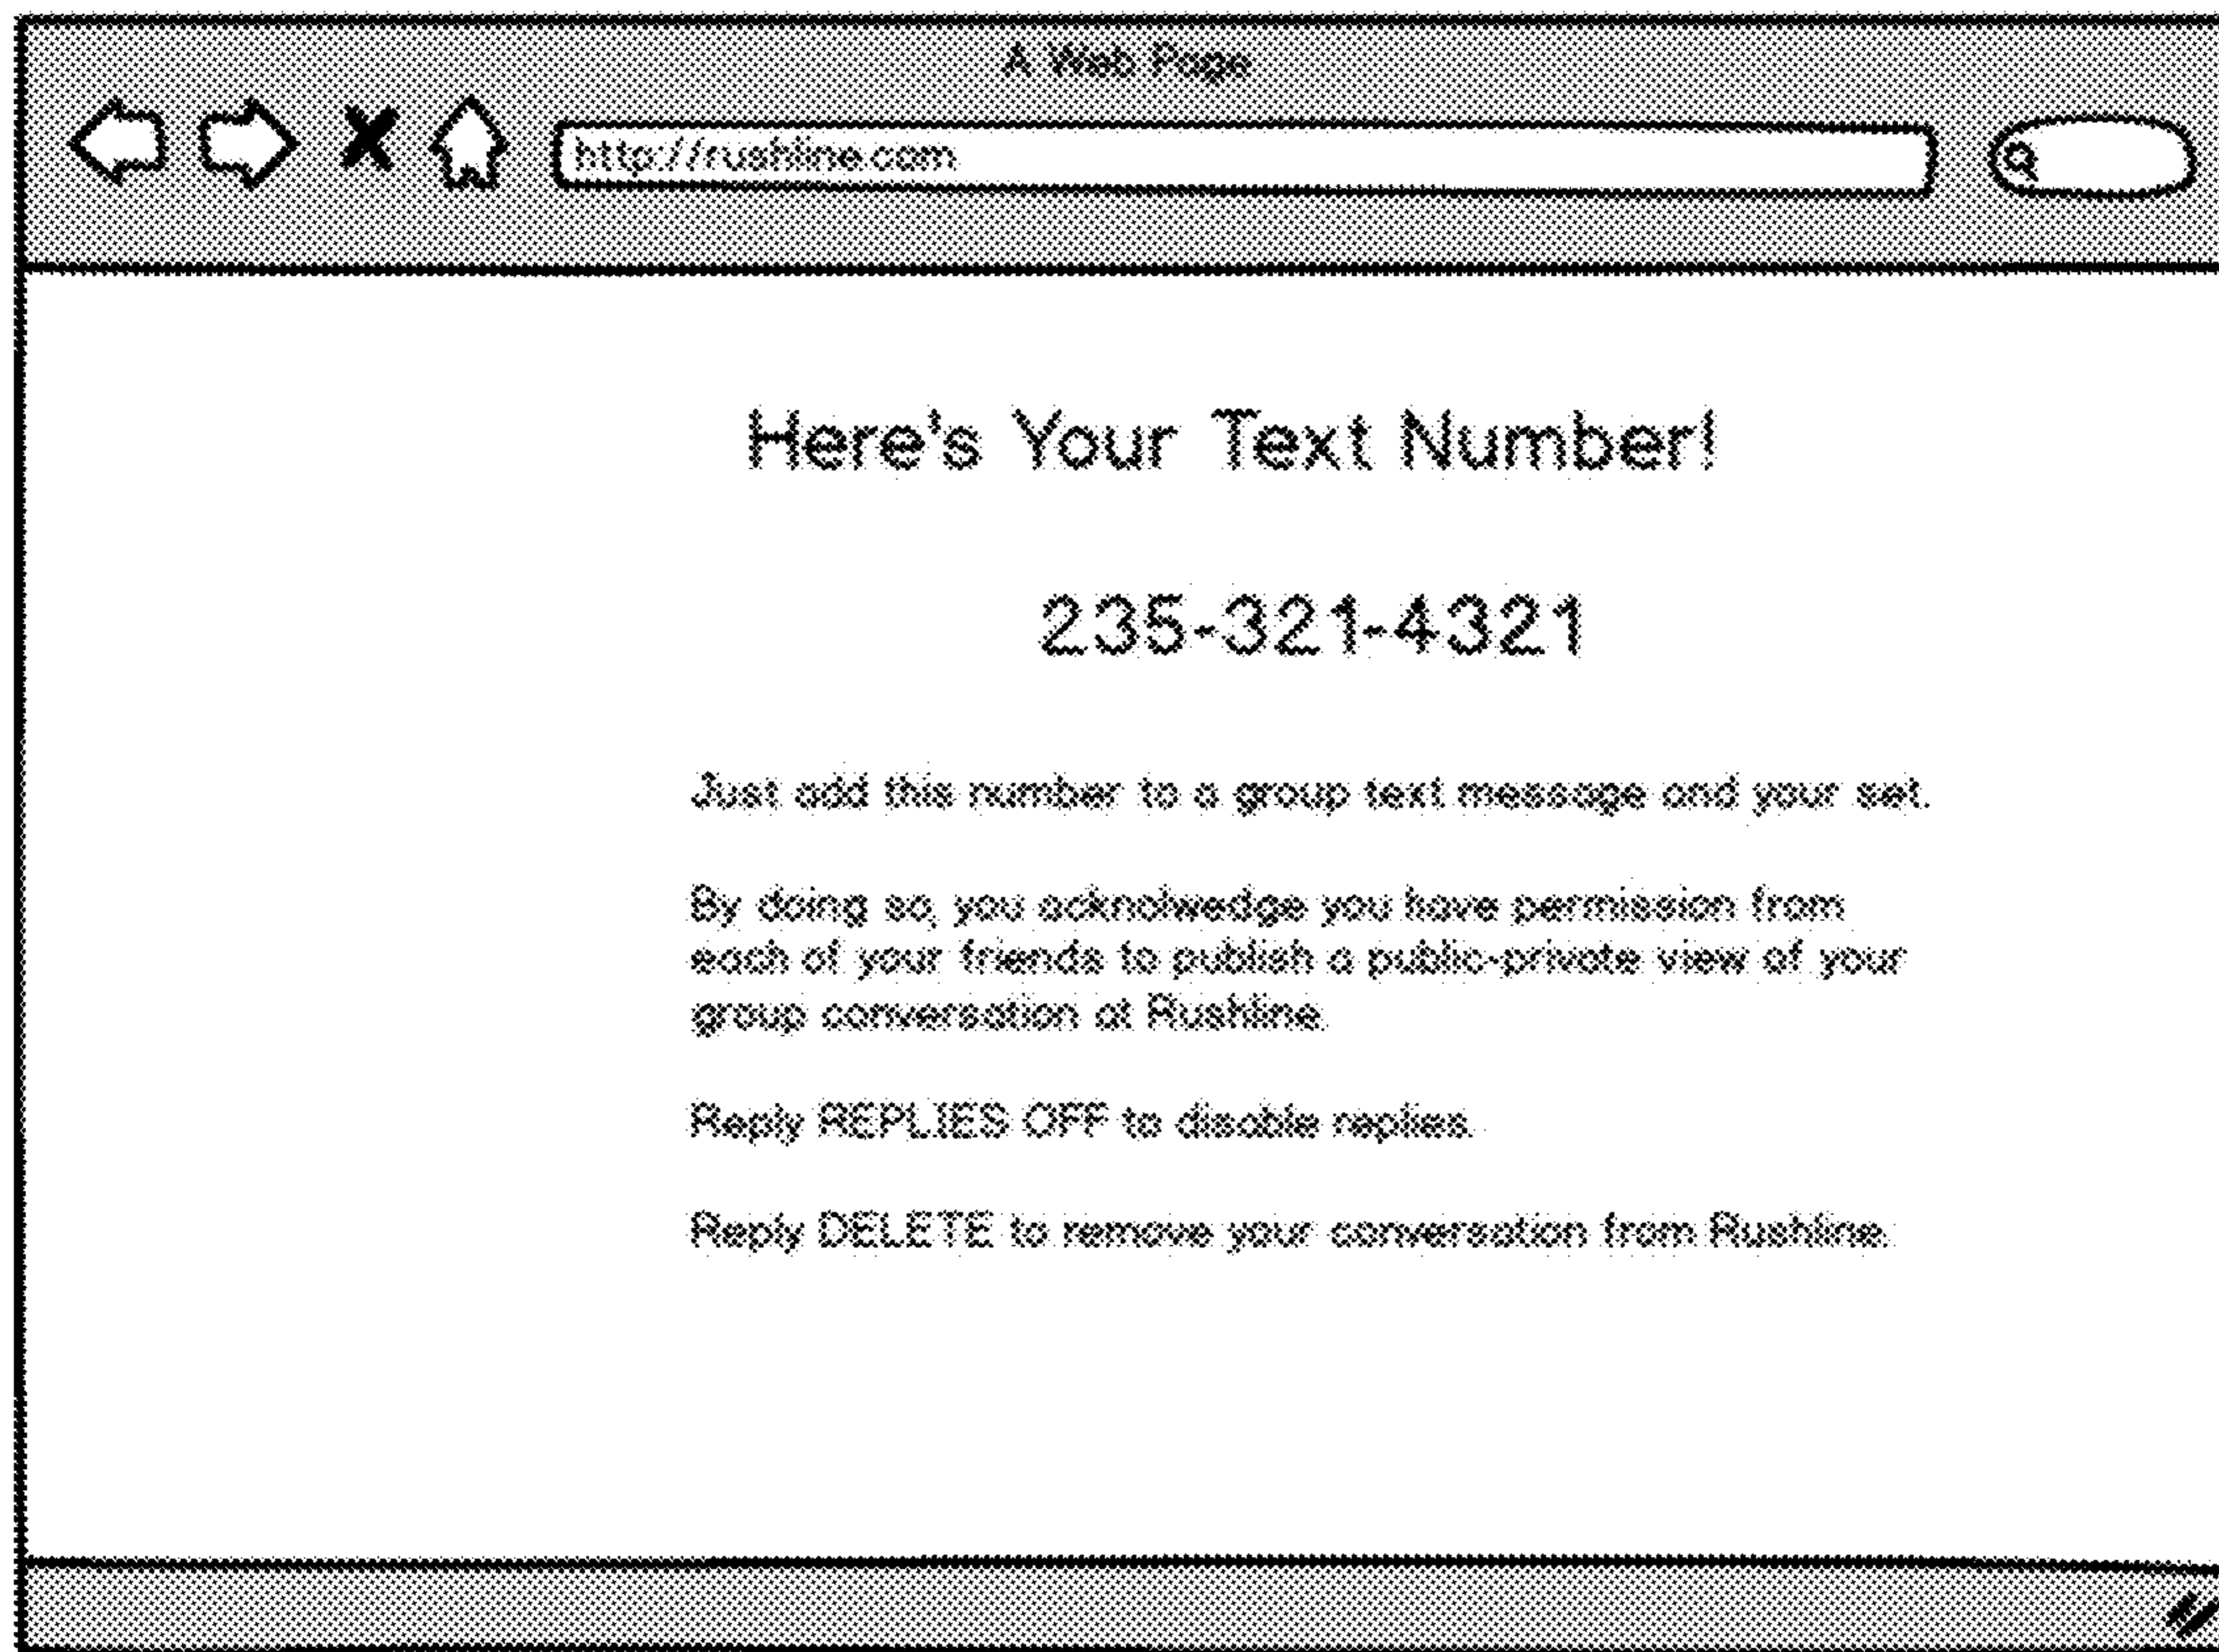 A Web Page
http://rushline.com
Here's Your Text Number!
235-321-4321
Just add this number to a group text message and your set.
By doing so, you acknolwedge you have permission from
each of your friends to publish a public-private view of your
group conversation at Rushline.
Reply REPLIES OFF to disable replies.
Reply DELETE to remove your conversation from Rushline.